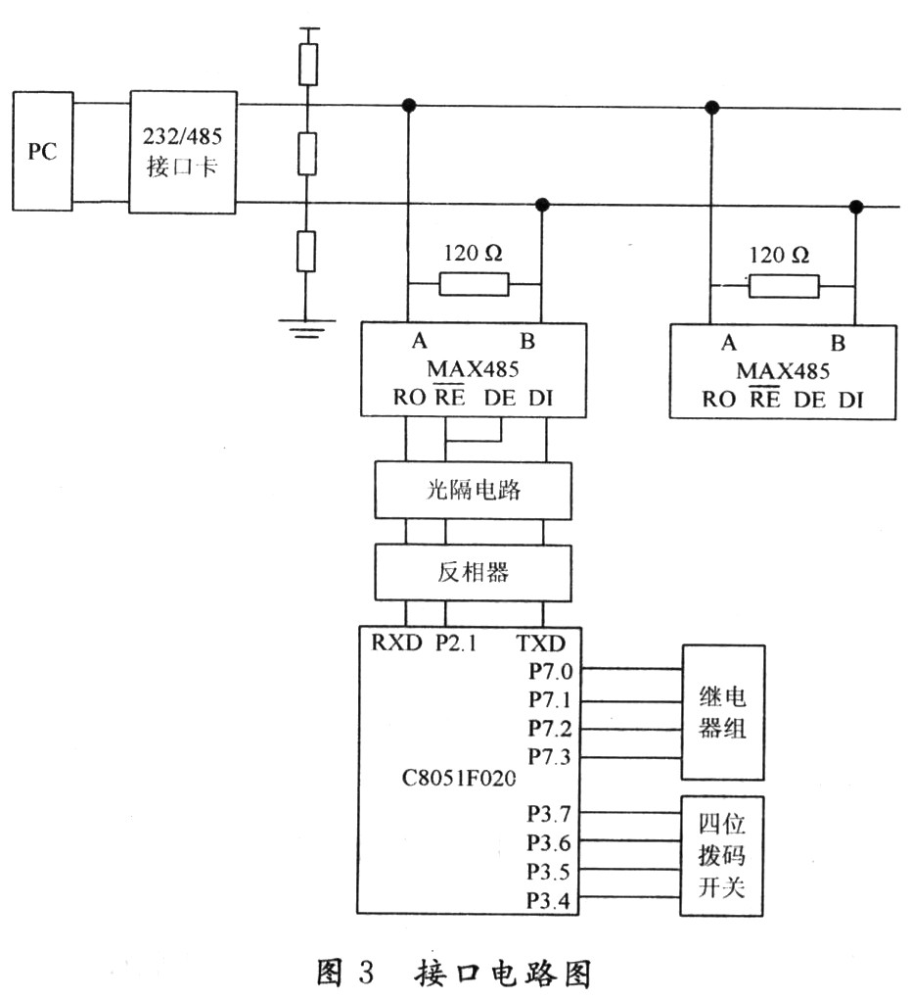 PC
232/485
接口卡
120 Ω
120 Ω
A B
MAX485
RO R̅E̅ DE DI
A B
MAX485
RO R̅E̅ DE DI
光隔电路
反相器
RXD P2.1 TXD
P7.0
P7.1
P7.2
P7.3
C8051F020
P3.7
P3.6
P3.5
P3.4
继电
器组
四位
拨码
开关
图 3 接口电路图